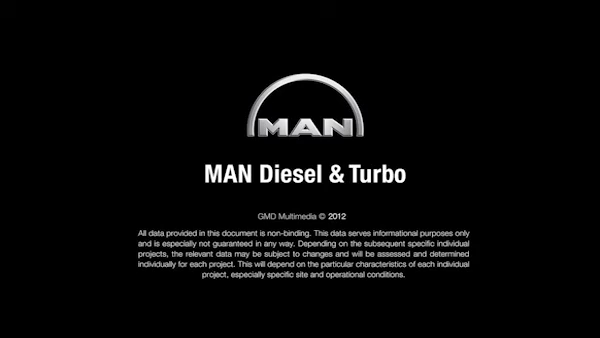 MAN
MAN Diesel & Turbo
GMD Multimedia © 2012
All data provided in this document is non-binding. This data serves informational purposes only
and is especially not guaranteed in any way. Depending on the subsequent specific individual
projects, the relevant data may be subject to changes and will be assessed and determined
individually for each project. This will depend on the particular characteristics of each individual
project, especially specific site and operational conditions.